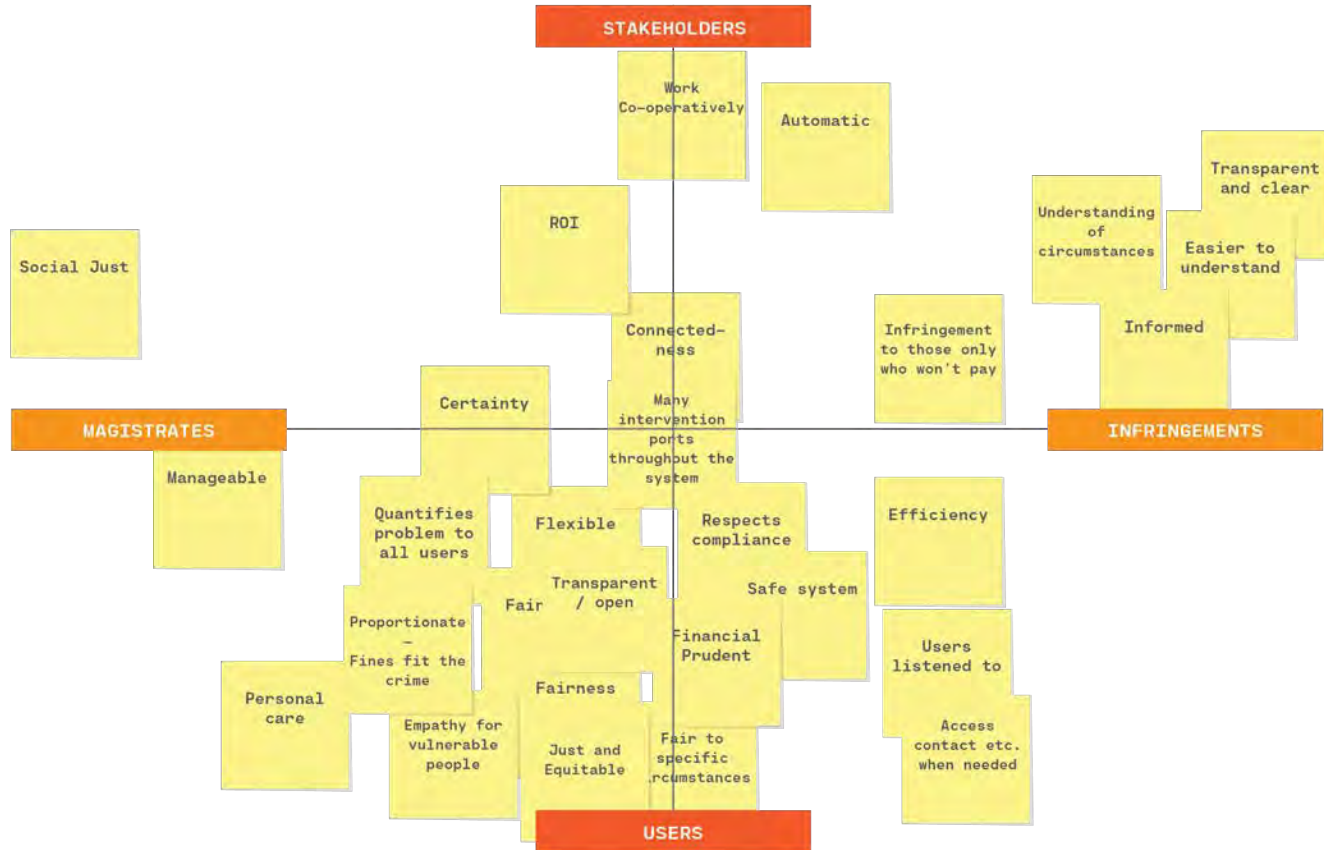 STAKEHOLDERS
Work
Co-operatively
Automatic
Transparent
and clear
Understanding
of
circumstances
ROI
Easier to
understand
Social Just
Connected-
ness
Infringement
to those only
who won't pay
Informed
Certainty
Many
intervention
ports
throughout the
system
MAGISTRATES
INFRINGEMENTS
Manageable
Quantifies
problem to
all users
Flexible
Respects
compliance
Efficiency
Transparent
/ open
Fair
Safe system
Proportionate
–
Fines fit the
crime
Financial
Prudent
Users
listened to
Personal
care
Fairness
Empathy for
vulnerable
people
Just and
Equitable
Fair to
specific
rcumstances
Access
contact etc.
when needed
USERS